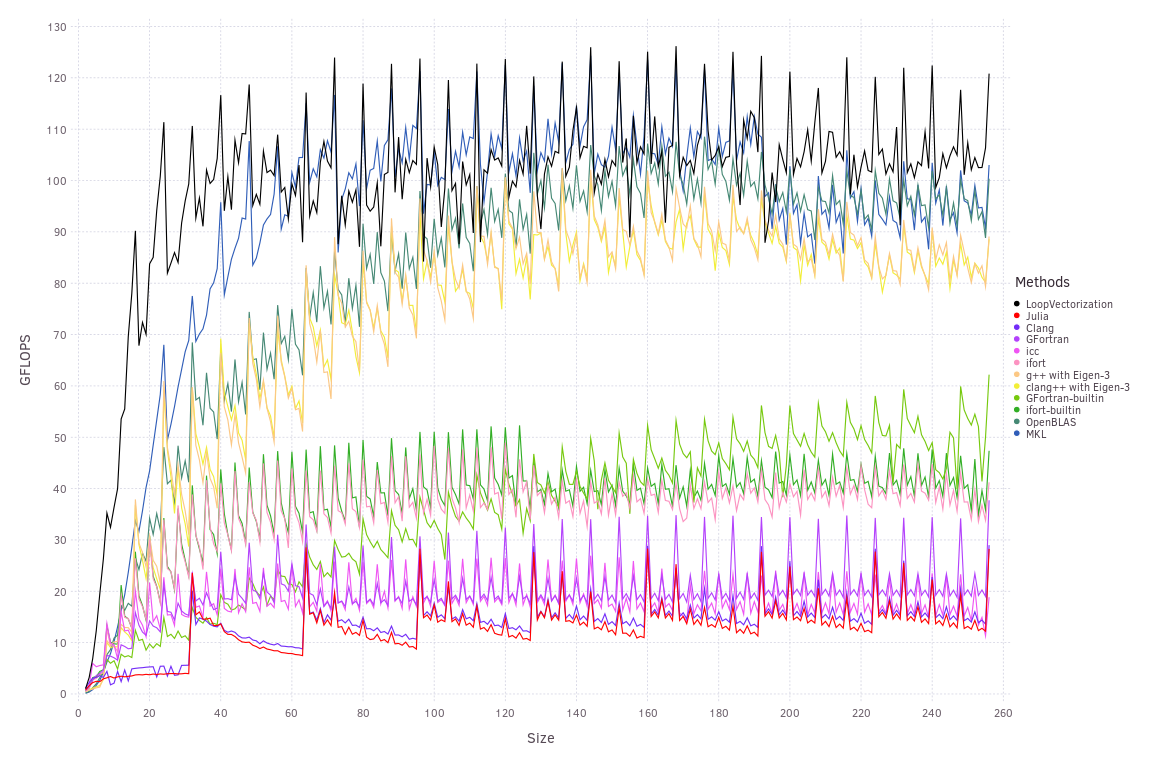 130
120
110
100
90
80
70
60
50
40
30
20
10
0
GFLOPS
0 20 40 60 80 100 120 140 160 180 200 220 240 260
Size
Methods
LoopVectorization
Julia
Clang
GFortran
icc
ifort
g++ with Eigen-3
clang++ with Eigen-3
GFortran-builtin
ifort-builtin
OpenBLAS
MKL